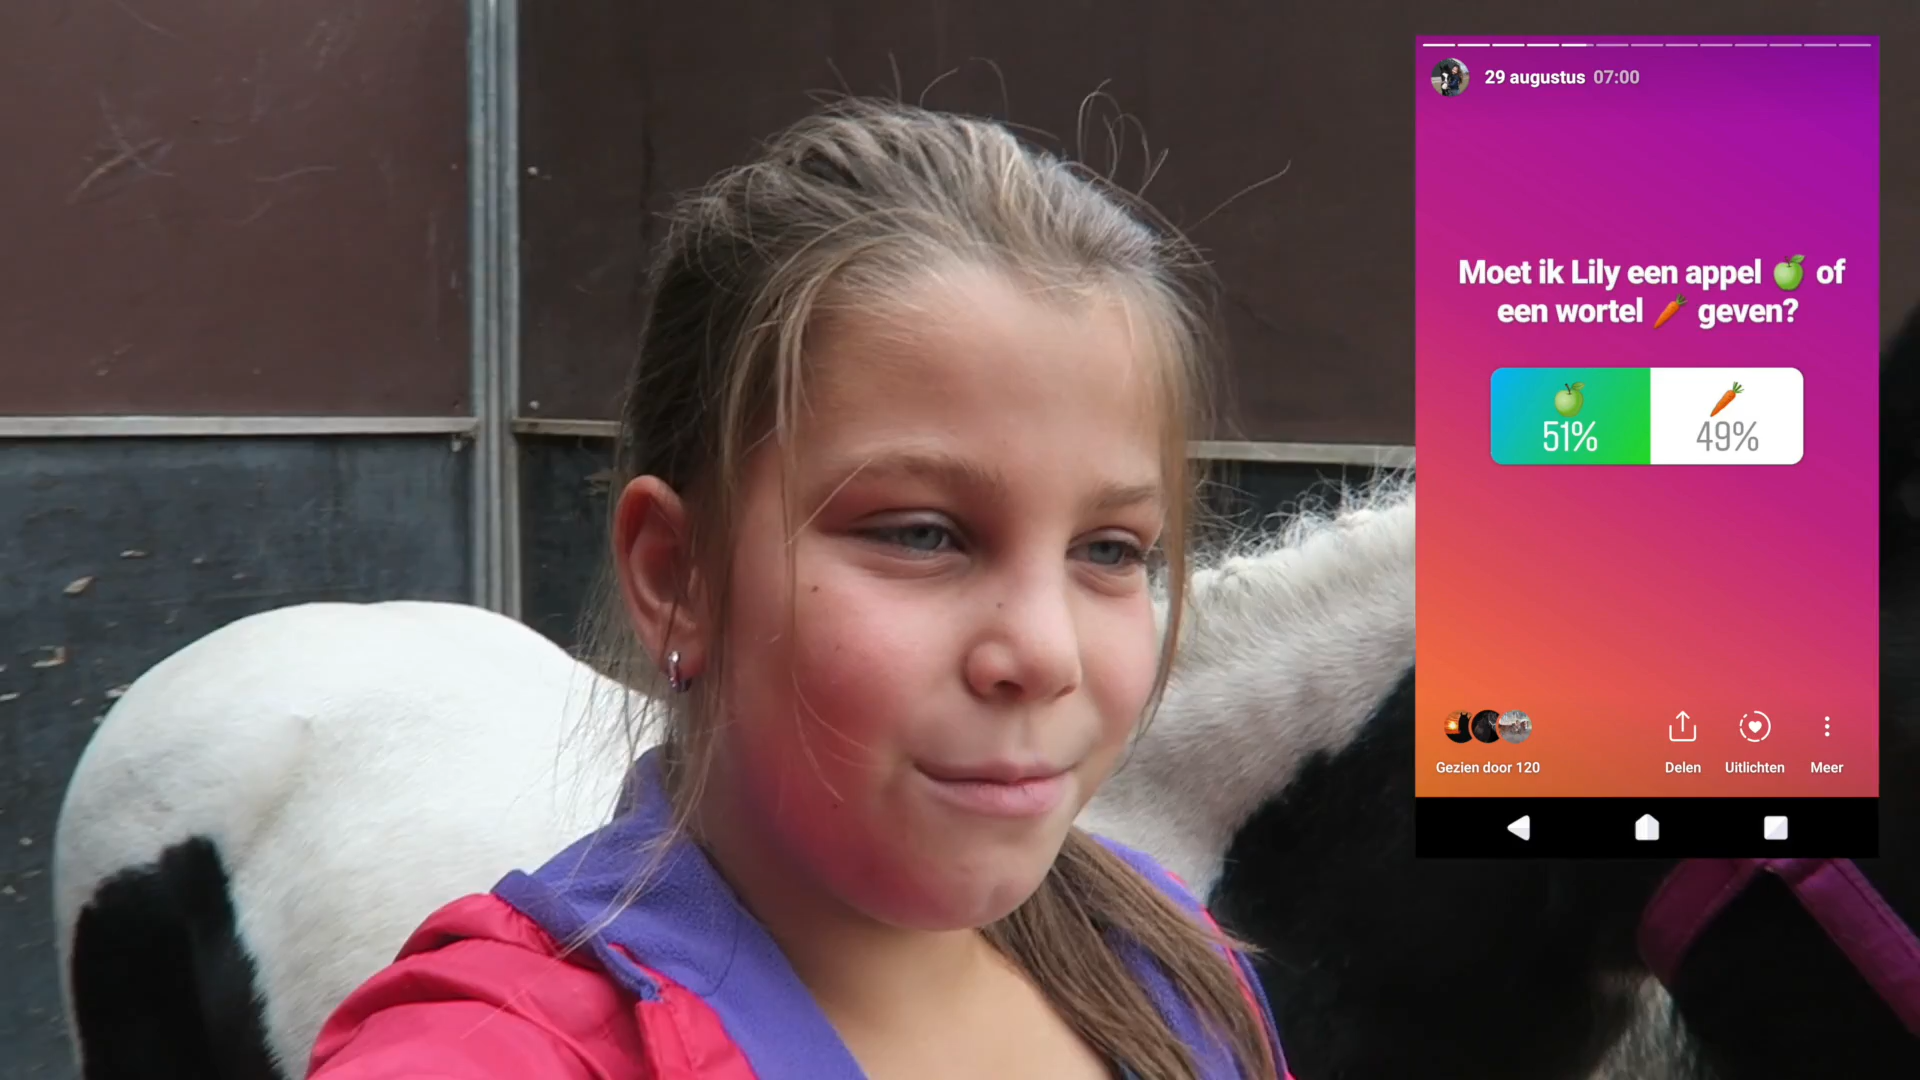 29 augustus 07:00
Moet ik Lily een appel 🍏 of
een wortel 🥕 geven?
51% 49%
Gezien door 120 Delen Uitlichten Meer